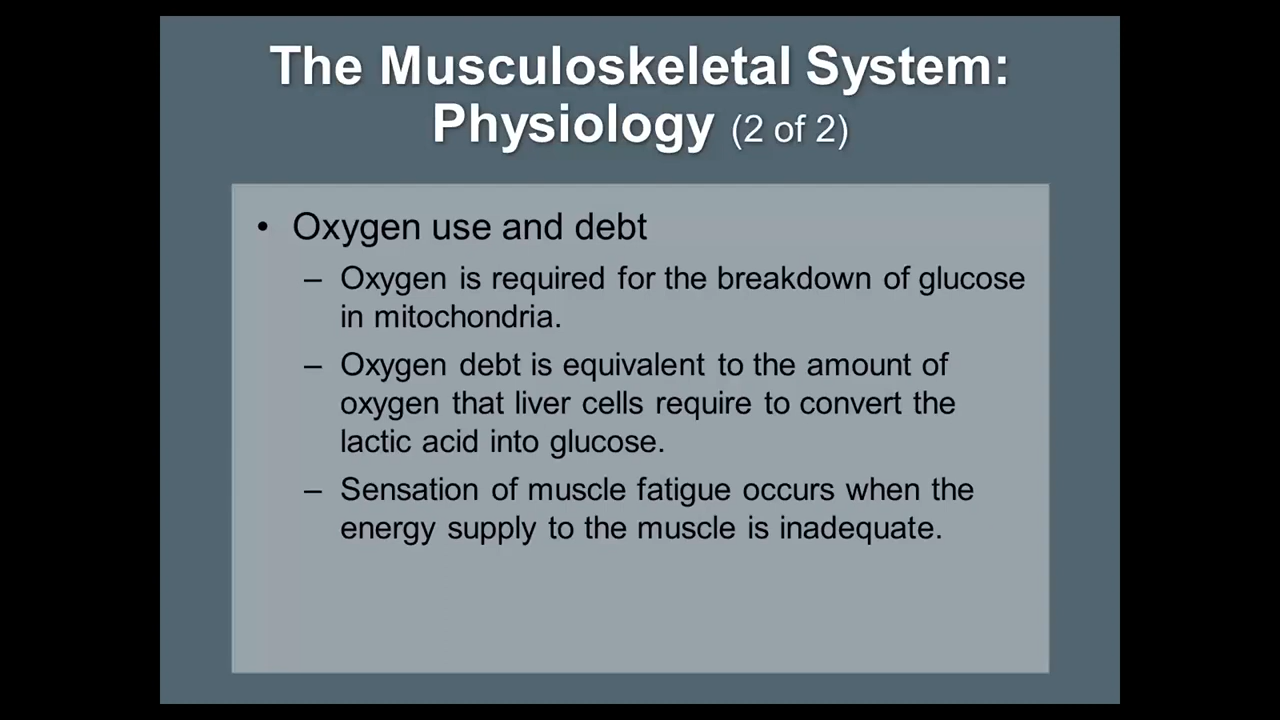 The Musculoskeletal System:
Physiology (2 of 2)
• Oxygen use and debt
– Oxygen is required for the breakdown of glucose
in mitochondria.
– Oxygen debt is equivalent to the amount of
oxygen that liver cells require to convert the
lactic acid into glucose.
– Sensation of muscle fatigue occurs when the
energy supply to the muscle is inadequate.